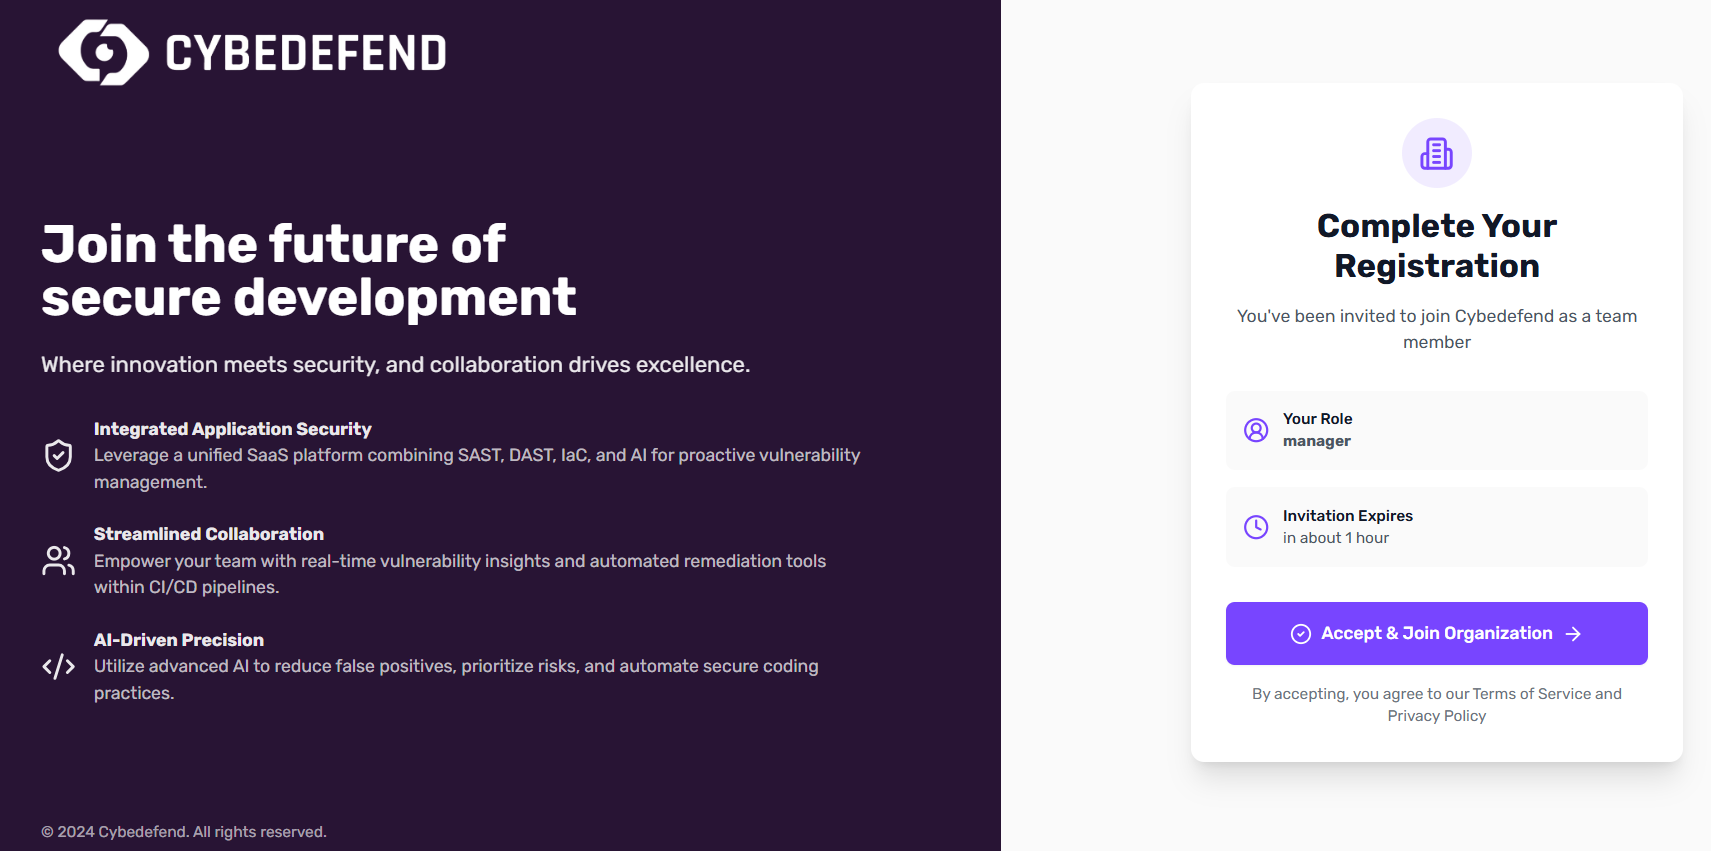 CYBEDEFEND
Join the future of
secure development
Where innovation meets security, and collaboration drives excellence.
Integrated Application Security
Leverage a unified SaaS platform combining SAST, DAST, IaC, and AI for proactive vulnerability
management.
Streamlined Collaboration
Empower your team with real-time vulnerability insights and automated remediation tools
within CI/CD pipelines.
AI-Driven Precision
Utilize advanced AI to reduce false positives, prioritize risks, and automate secure coding
practices.
© 2024 Cybedefend. All rights reserved.
Complete Your
Registration
You've been invited to join Cybedefend as a team
member
Your Role
manager
Invitation Expires
in about 1 hour
Accept & Join Organization
By accepting, you agree to our Terms of Service and
Privacy Policy